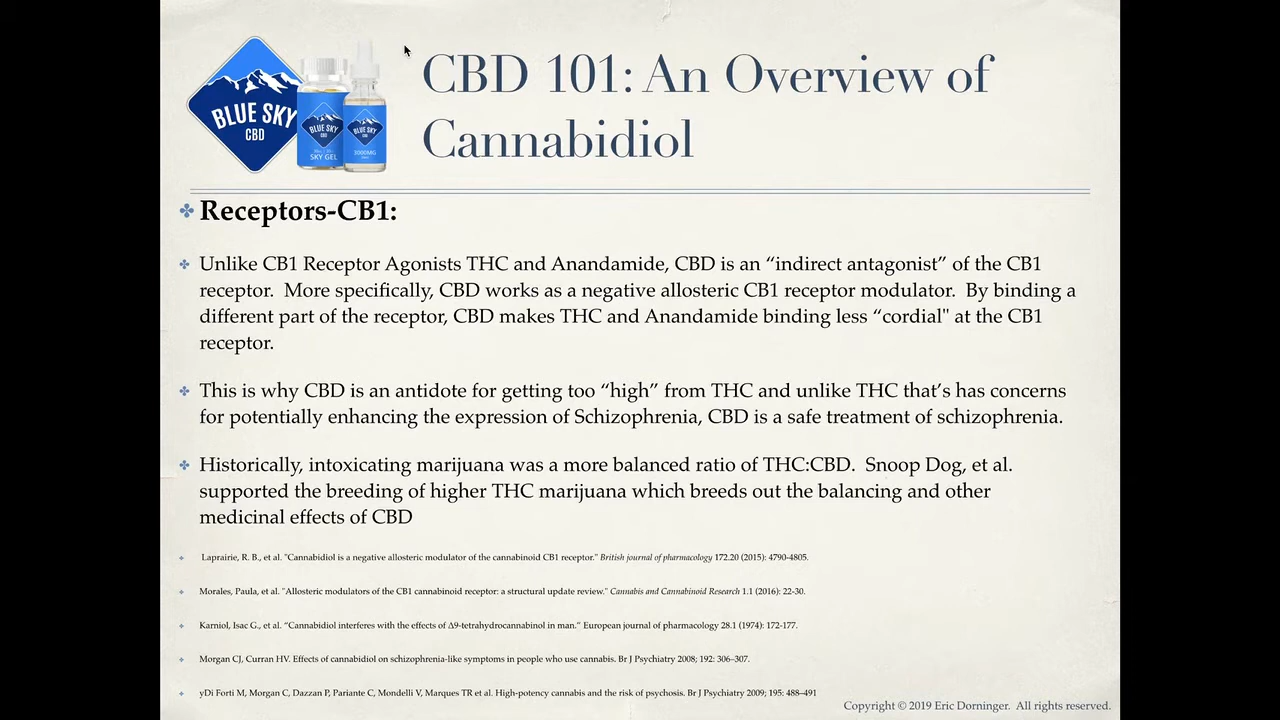 CBD 101: An Overview of
Cannabidiol
BLUE SKY
CBD
BLUE SKY
CBD
SKY GEL
BLUE SKY
CBD
3000MG
Receptors-CB1:
Unlike CB1 Receptor Agonists THC and Anandamide, CBD is an “indirect antagonist” of the CB1
receptor.  More specifically, CBD works as a negative allosteric CB1 receptor modulator.  By binding a
different part of the receptor, CBD makes THC and Anandamide binding less “cordial" at the CB1
receptor.
This is why CBD is an antidote for getting too “high” from THC and unlike THC that’s has concerns
for potentially enhancing the expression of Schizophrenia, CBD is a safe treatment of schizophrenia.
Historically, intoxicating marijuana was a more balanced ratio of THC:CBD.  Snoop Dog, et al.
supported the breeding of higher THC marijuana which breeds out the balancing and other
medicinal effects of CBD
Laprairie, R. B., et al. "Cannabidiol is a negative allosteric modulator of the cannabinoid CB1 receptor." British journal of pharmacology 172.20 (2015): 4790-4805.
Morales, Paula, et al. "Allosteric modulators of the CB1 cannabinoid receptor: a structural update review." Cannabis and Cannabinoid Research 1.1 (2016): 22-30.
Karniol, Isac G., et al. “Cannabidiol interferes with the effects of Δ9-tetrahydrocannabinol in man.” European journal of pharmacology 28.1 (1974): 172-177.
Morgan CJ, Curran HV. Effects of cannabidiol on schizophrenia-like symptoms in people who use cannabis. Br J Psychiatry 2008; 192: 306–307.
yDi Forti M, Morgan C, Dazzan P, Pariante C, Mondelli V, Marques TR et al. High-potency cannabis and the risk of psychosis. Br J Psychiatry 2009; 195: 488–491
Copyright © 2019 Eric Dorninger.  All rights reserved.